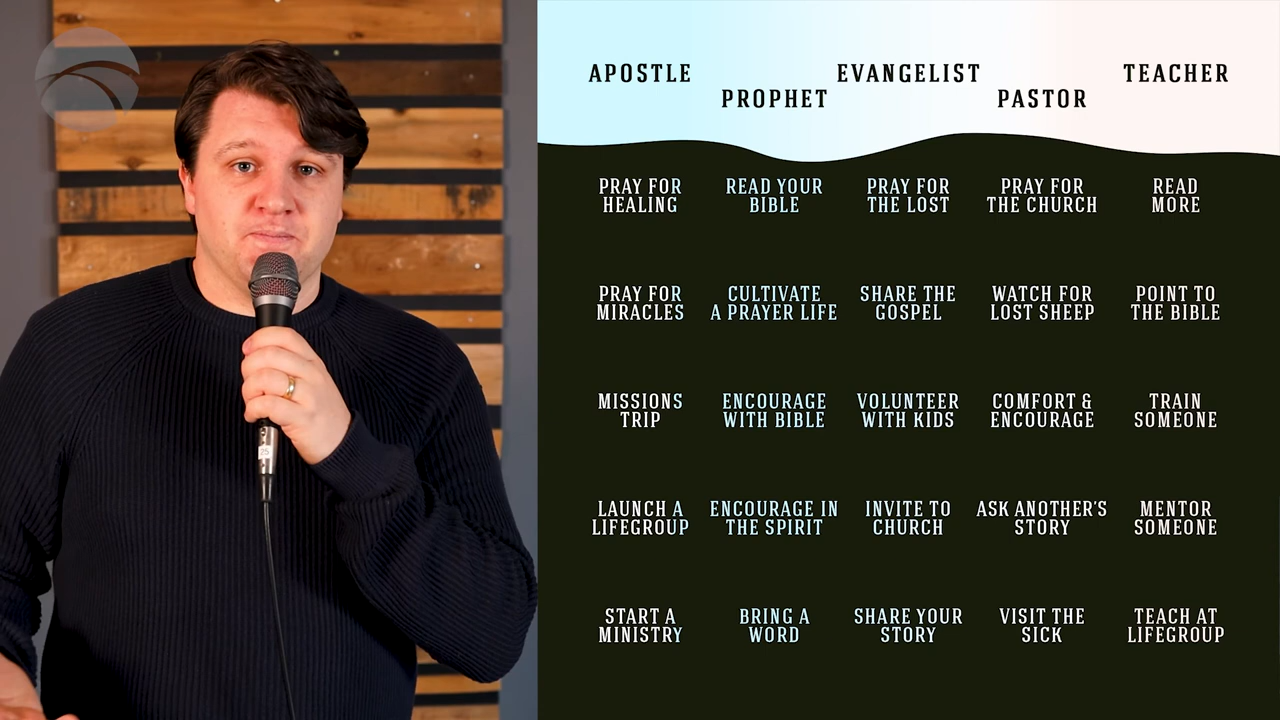 APOSTLE
PROPHET
EVANGELIST
PASTOR
TEACHER
PRAY FOR
HEALING
READ YOUR
BIBLE
PRAY FOR
THE LOST
PRAY FOR
THE CHURCH
READ
MORE
PRAY FOR
MIRACLES
CULTIVATE
A PRAYER LIFE
SHARE THE
GOSPEL
WATCH FOR
LOST SHEEP
POINT TO
THE BIBLE
MISSIONS
TRIP
ENCOURAGE
WITH BIBLE
VOLUNTEER
WITH KIDS
COMFORT &
ENCOURAGE
TRAIN
SOMEONE
LAUNCH A
LIFEGROUP
ENCOURAGE IN
THE SPIRIT
INVITE TO
CHURCH
ASK ANOTHER'S
STORY
MENTOR
SOMEONE
START A
MINISTRY
BRING A
WORD
SHARE YOUR
STORY
VISIT THE
SICK
TEACH AT
LIFEGROUP
25